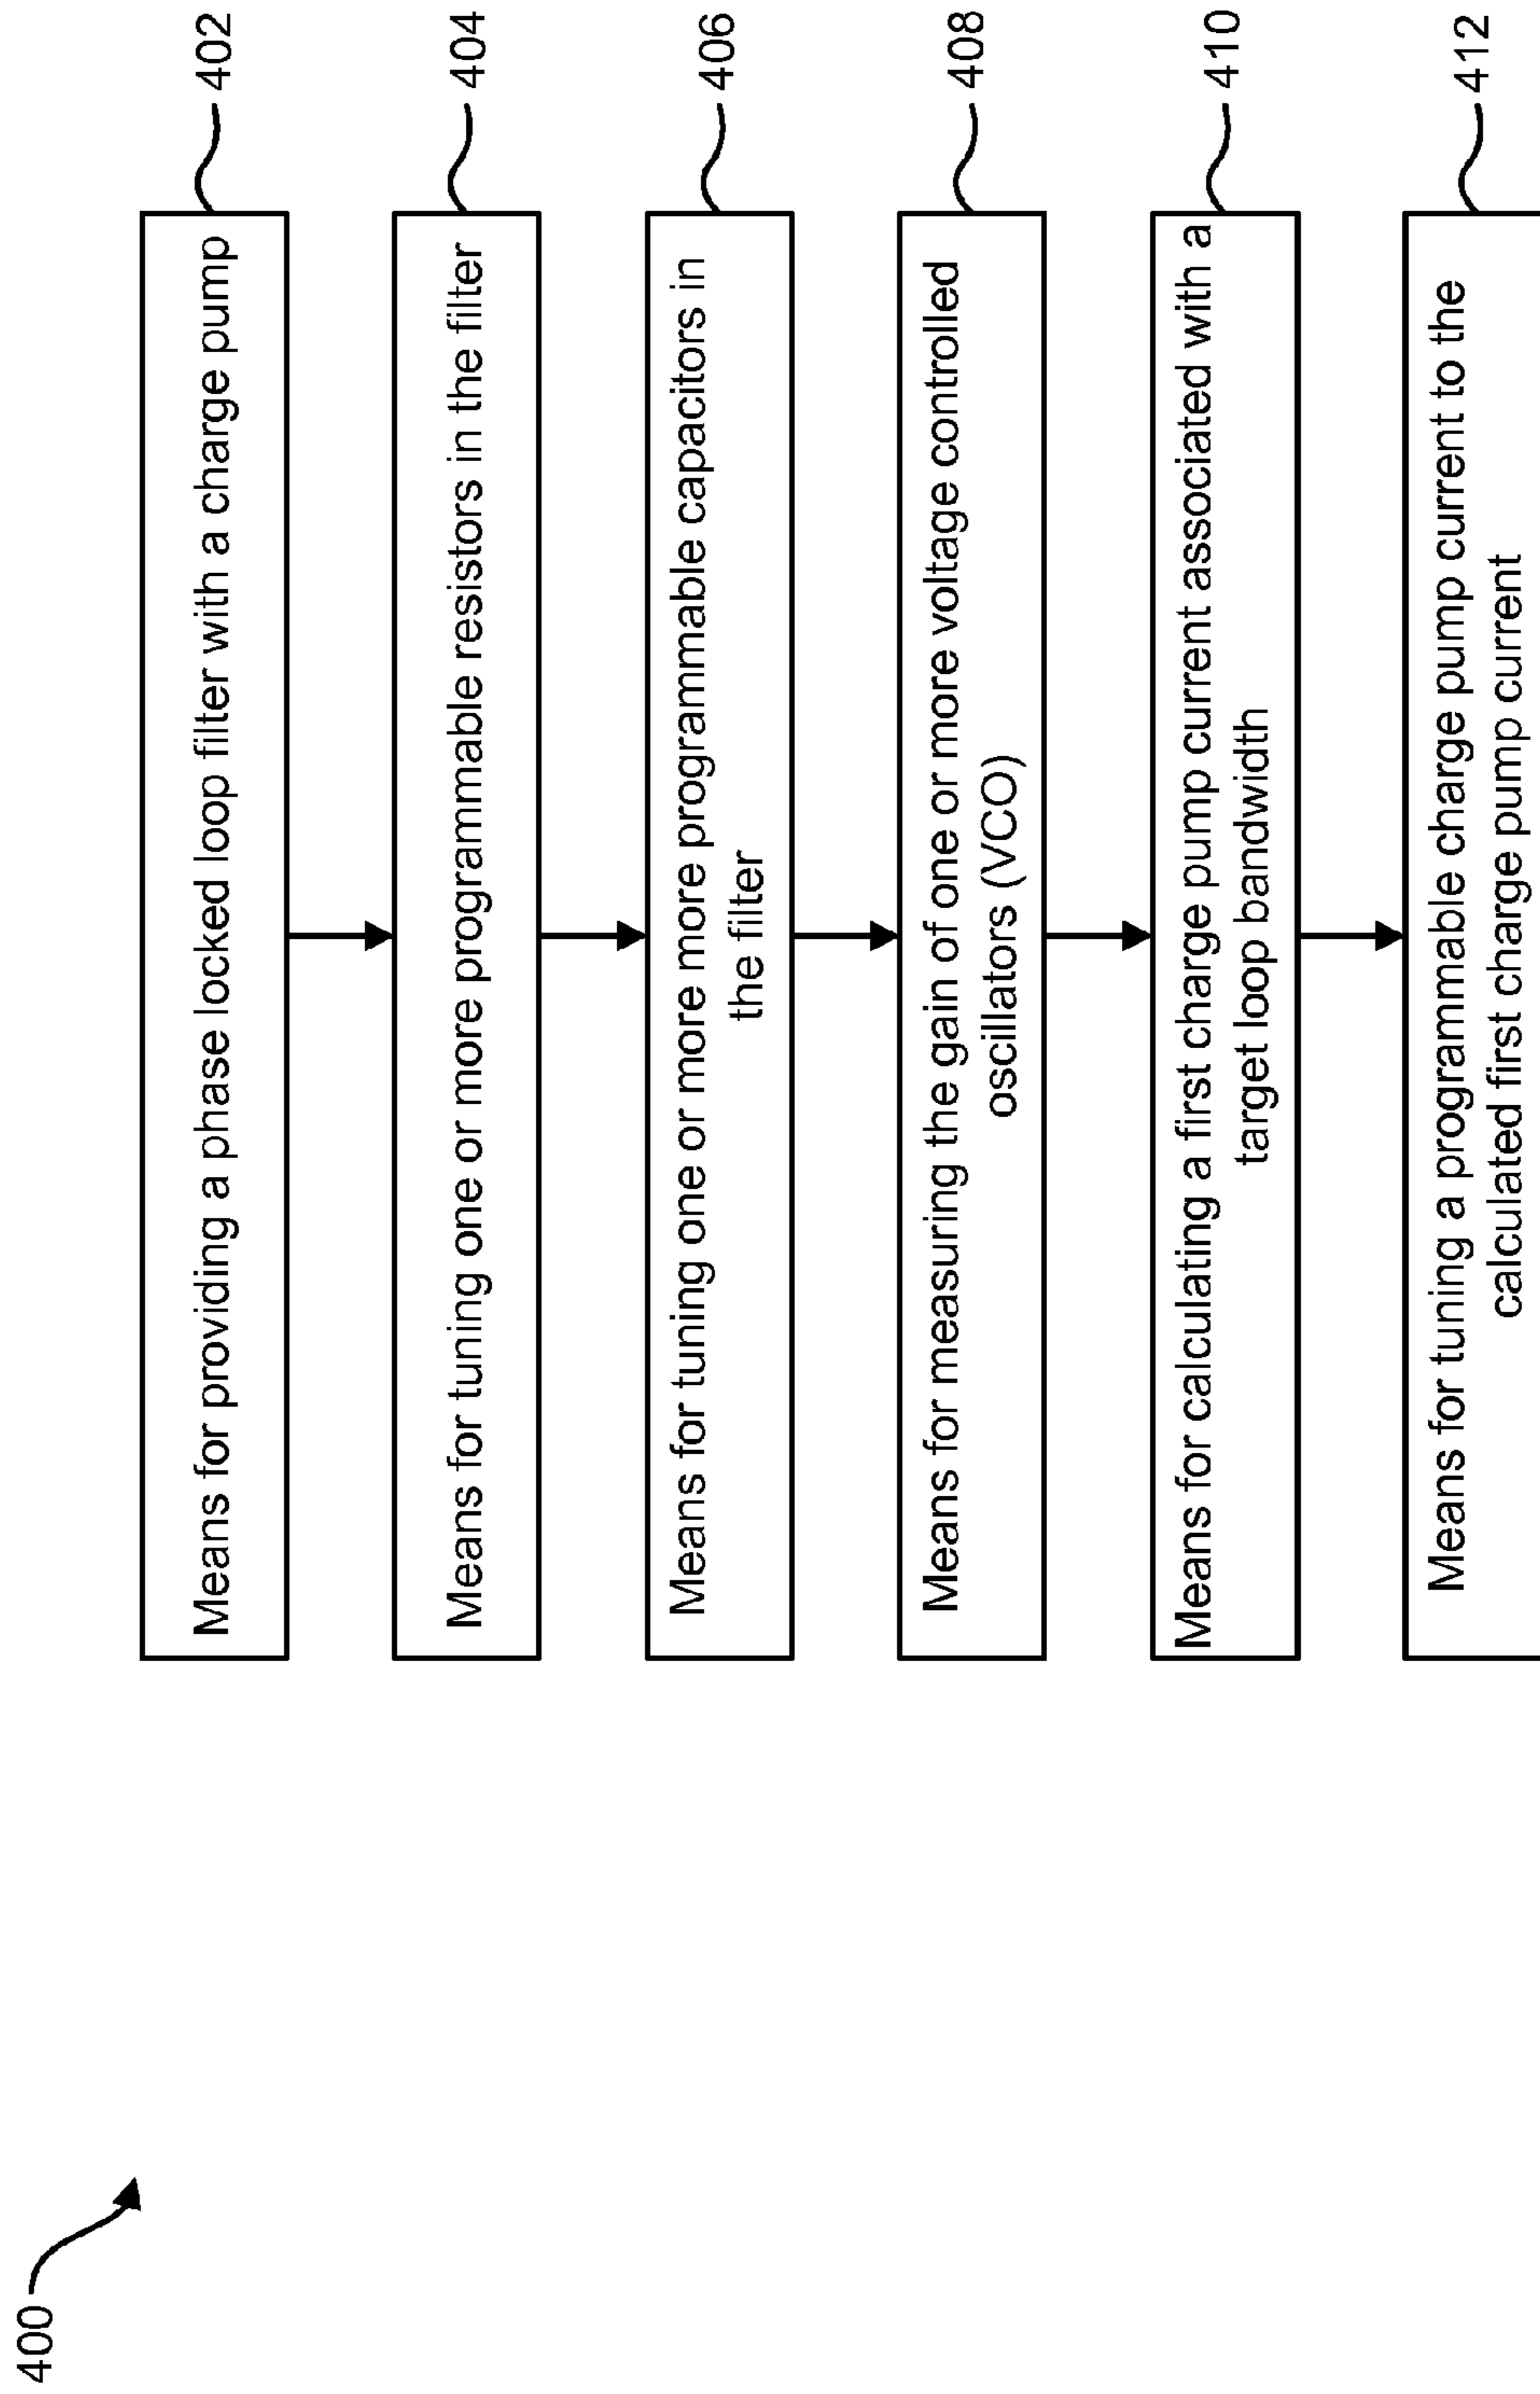 400
Means for providing a phase locked loop filter with a charge pump
402
Means for tuning one or more programmable resistors in the filter
404
Means for tuning one or more programmable capacitors in
the filter
406
Means for measuring the gain of one or more voltage controlled
oscillators (VCO)
408
Means for calculating a first charge pump current associated with a
target loop bandwidth
410
Means for tuning a programmable charge pump current to the
calculated first charge pump current
412